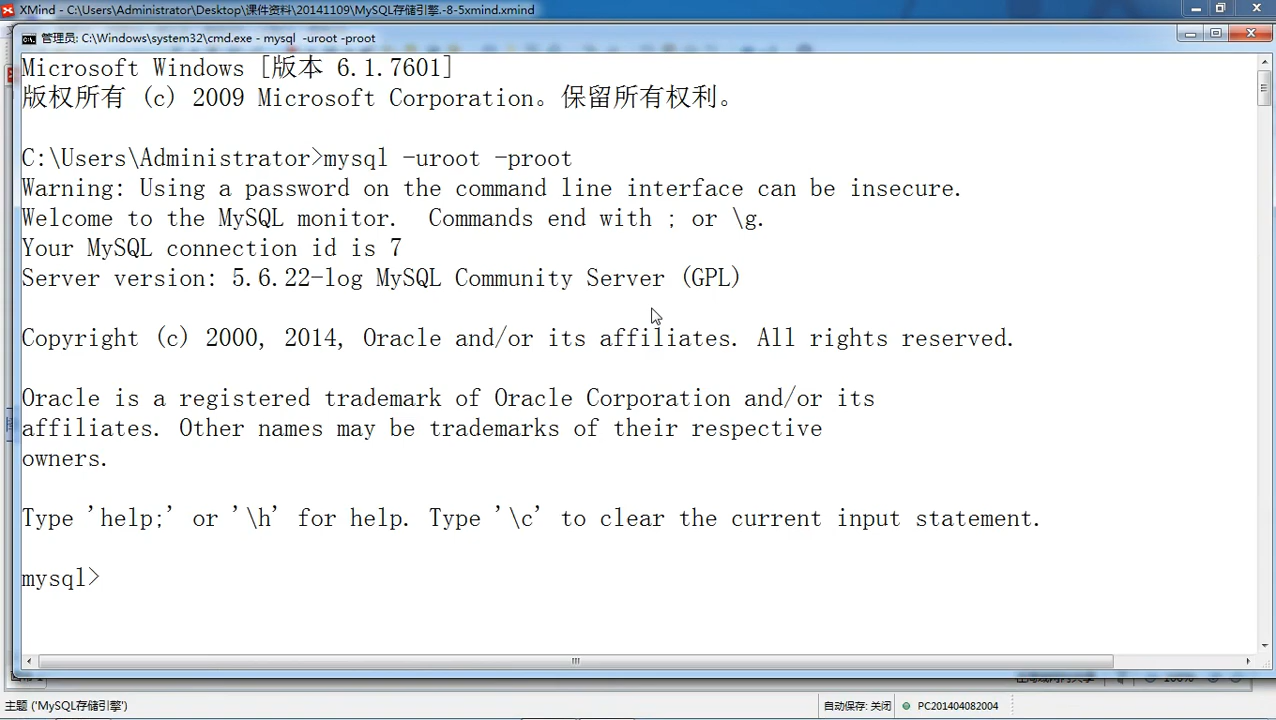 XMind - C:\Users\Administrator\Desktop\课件资料\20141109\MySQL存储引擎.-8-5xmind.xmind
管理员: C:\Windows\system32\cmd.exe - mysql  -uroot -proot
Microsoft Windows [版本 6.1.7601]
版权所有 (c) 2009 Microsoft Corporation。保留所有权利。
C:\Users\Administrator>mysql -uroot -proot
Warning: Using a password on the command line interface can be insecure.
Welcome to the MySQL monitor.  Commands end with ; or \g.
Your MySQL connection id is 7
Server version: 5.6.22-log MySQL Community Server (GPL)
Copyright (c) 2000, 2014, Oracle and/or its affiliates. All rights reserved.
Oracle is a registered trademark of Oracle Corporation and/or its
affiliates. Other names may be trademarks of their respective
owners.
Type 'help;' or '\h' for help. Type '\c' to clear the current input statement.
mysql>
主题 ('MySQL存储引擎') 自动保存: 关闭 PC201404082004